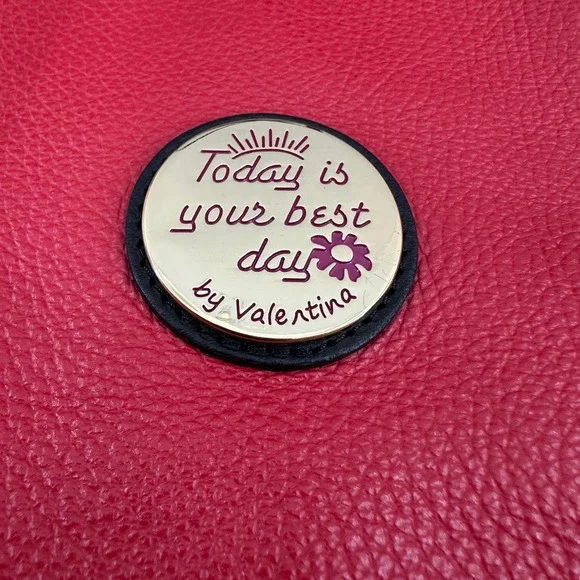 Today is
your best
day
by Valentina